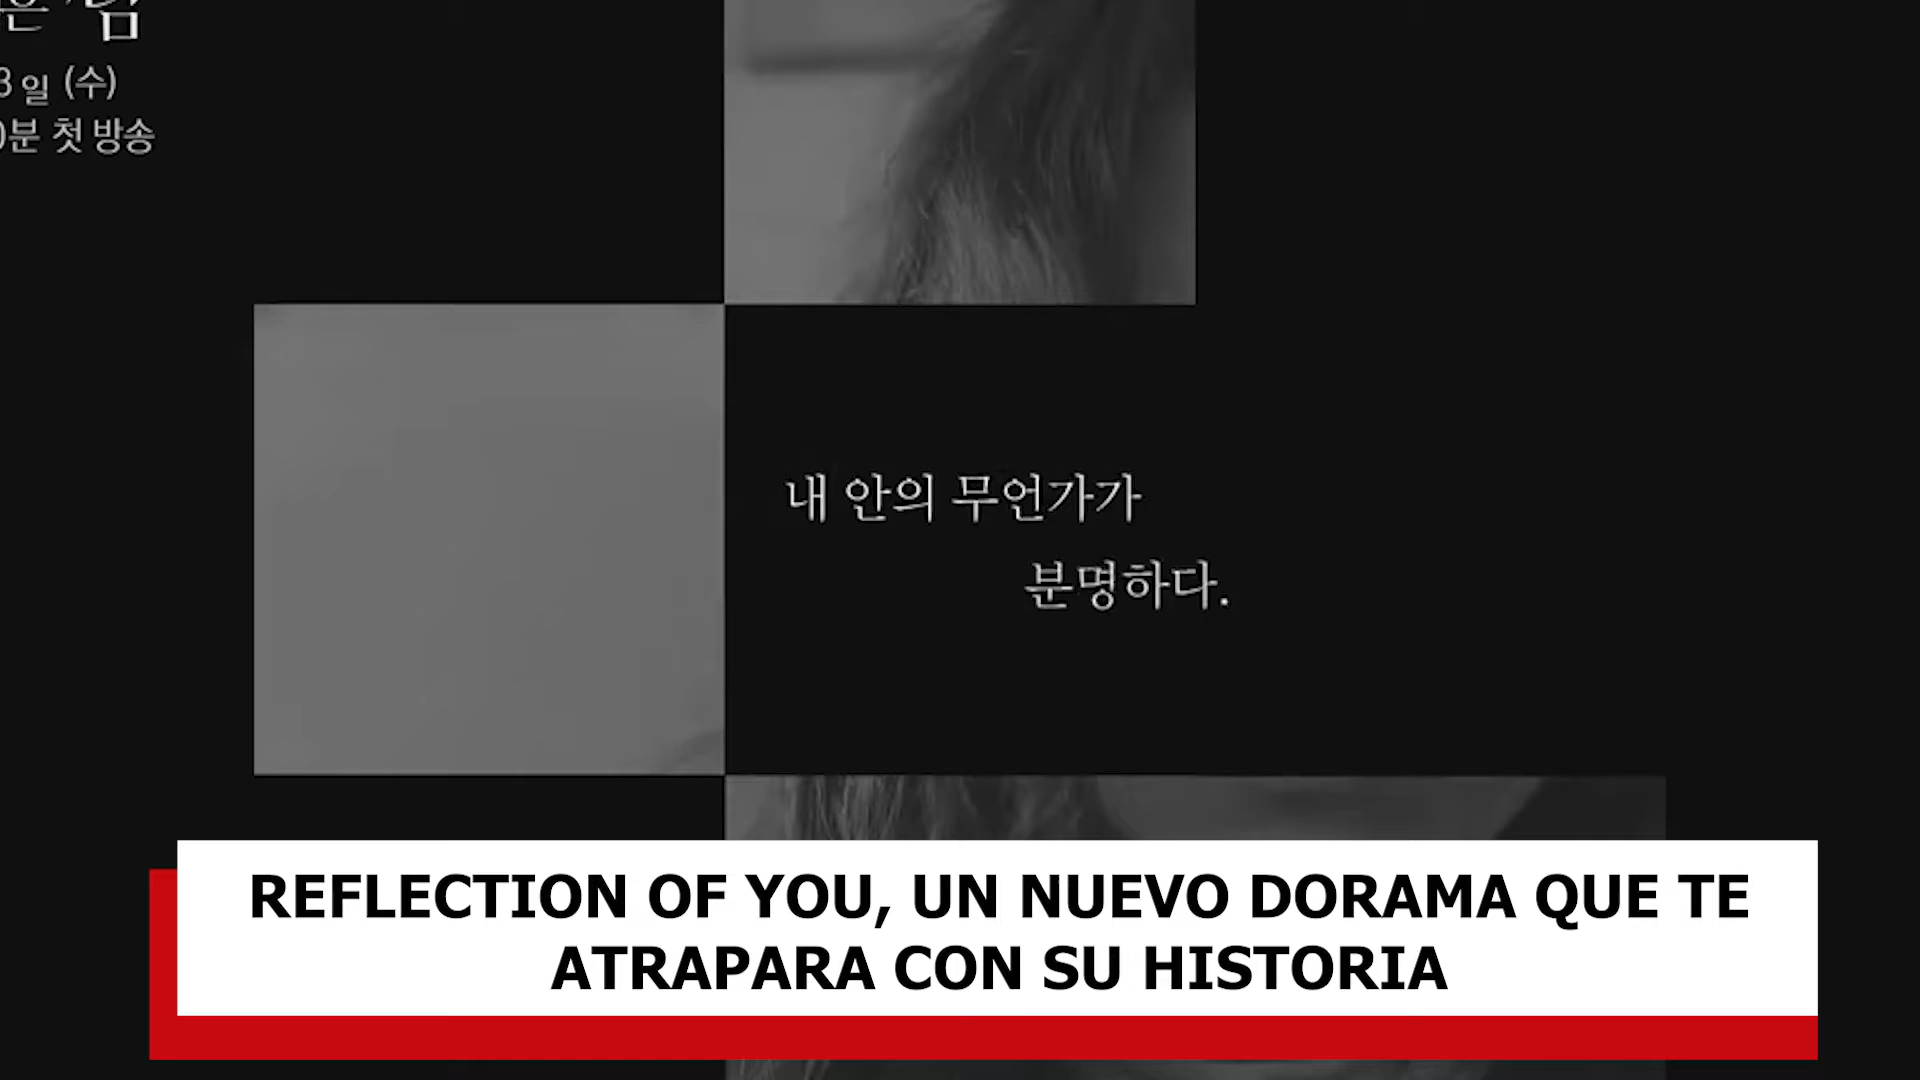 일 (수)
분 첫 방송
내 안의 무언가가
분명하다.
REFLECTION OF YOU, UN NUEVO DORAMA QUE TE
ATRAPARA CON SU HISTORIA